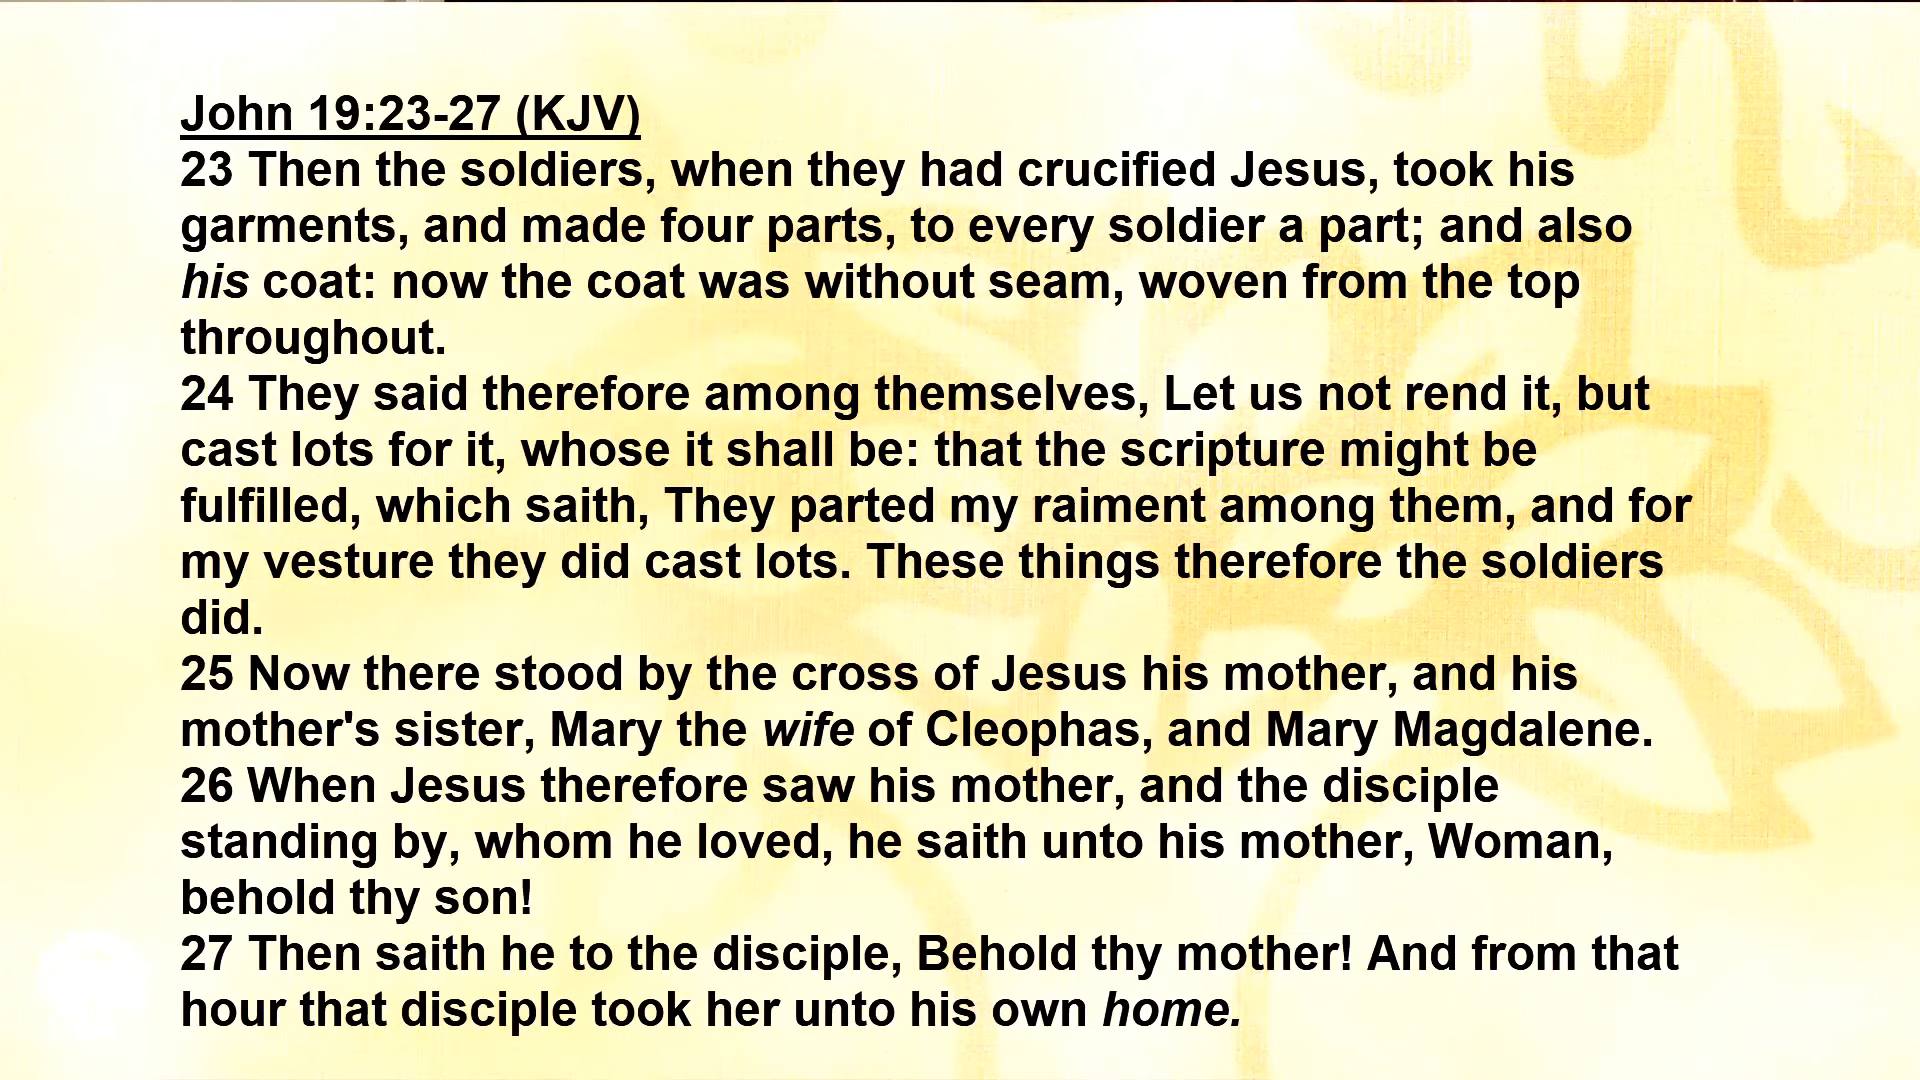 John 19:23-27 (KJV)
23 Then the soldiers, when they had crucified Jesus, took his
garments, and made four parts, to every soldier a part; and also
his coat: now the coat was without seam, woven from the top
throughout.
24 They said therefore among themselves, Let us not rend it, but
cast lots for it, whose it shall be: that the scripture might be
fulfilled, which saith, They parted my raiment among them, and for
my vesture they did cast lots. These things therefore the soldiers
did.
25 Now there stood by the cross of Jesus his mother, and his
mother's sister, Mary the wife of Cleophas, and Mary Magdalene.
26 When Jesus therefore saw his mother, and the disciple
standing by, whom he loved, he saith unto his mother, Woman,
behold thy son!
27 Then saith he to the disciple, Behold thy mother! And from that
hour that disciple took her unto his own home.